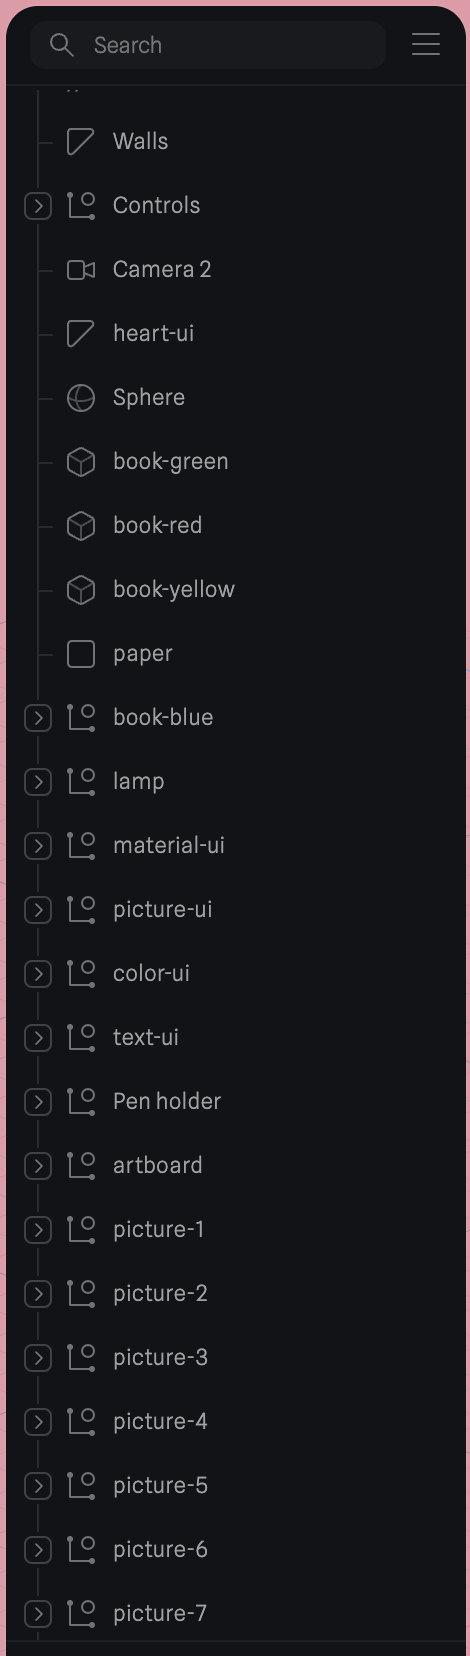 Search
Walls
Controls
Camera 2
heart-ui
Sphere
book-green
book-red
book-yellow
paper
book-blue
lamp
material-ui
picture-ui
color-ui
text-ui
Pen holder
artboard
picture-1
picture-2
picture-3
picture-4
picture-5
picture-6
picture-7